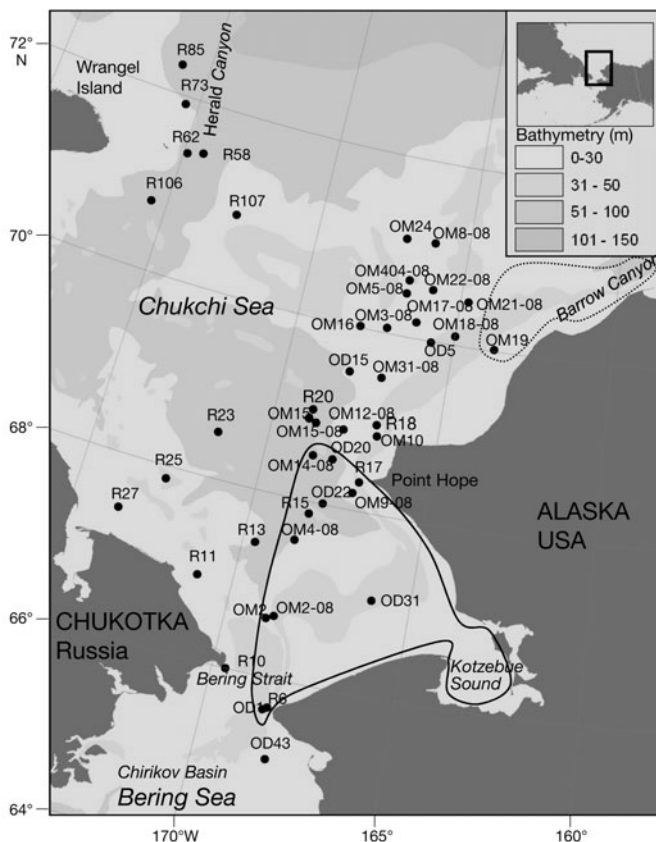 72°
N
R85
Wrangel
Island
R73
Herald Canyon
R62
R58
R106
R107
Bathymetry (m)
0-30
31 - 50
51 - 100
101 - 150
70°
OM24
OM8-08
OM404-08
OM22-08
OM5-08
Chukchi Sea
OM17-08
OM21-08
Barrow Canyon
OM3-08
OM16
OM18-08
OD5
OM19
OD15
OM31-08
R20
OM15
OM12-08
R18
R23
OM15-08
OM10
68°
OD20
OM14-08
R17
Point Hope
R25
OD22
OM9-08
R27
R15
ALASKA
USA
R13
OM4-08
R11
OD31
66°
OM2
OM2-08
CHUKOTKA
Russia
R10
Bering Strait
Kotzebue
Sound
R6
OD1
OD43
Chirikov Basin
Bering Sea
64°
170°W
165°
160°